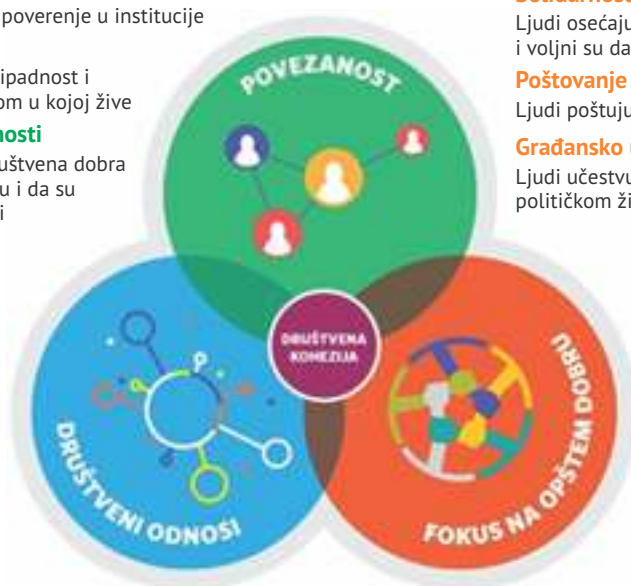 poverenje u institucije
ipadnost i
om u kojoj žive
nosti
uštvena dobra
u i da su
i
Solidarnost
Ljudi osećaju
i voljni su da
Poštovanje
Ljudi poštuju
Građansko u
Ljudi učestvu
političkom ži
POVEZANOST
DRUŠTVENA
KOHEZIJA
DRUŠTVENI ODNOSI
FOKUS NA OPŠTEM DOBRU